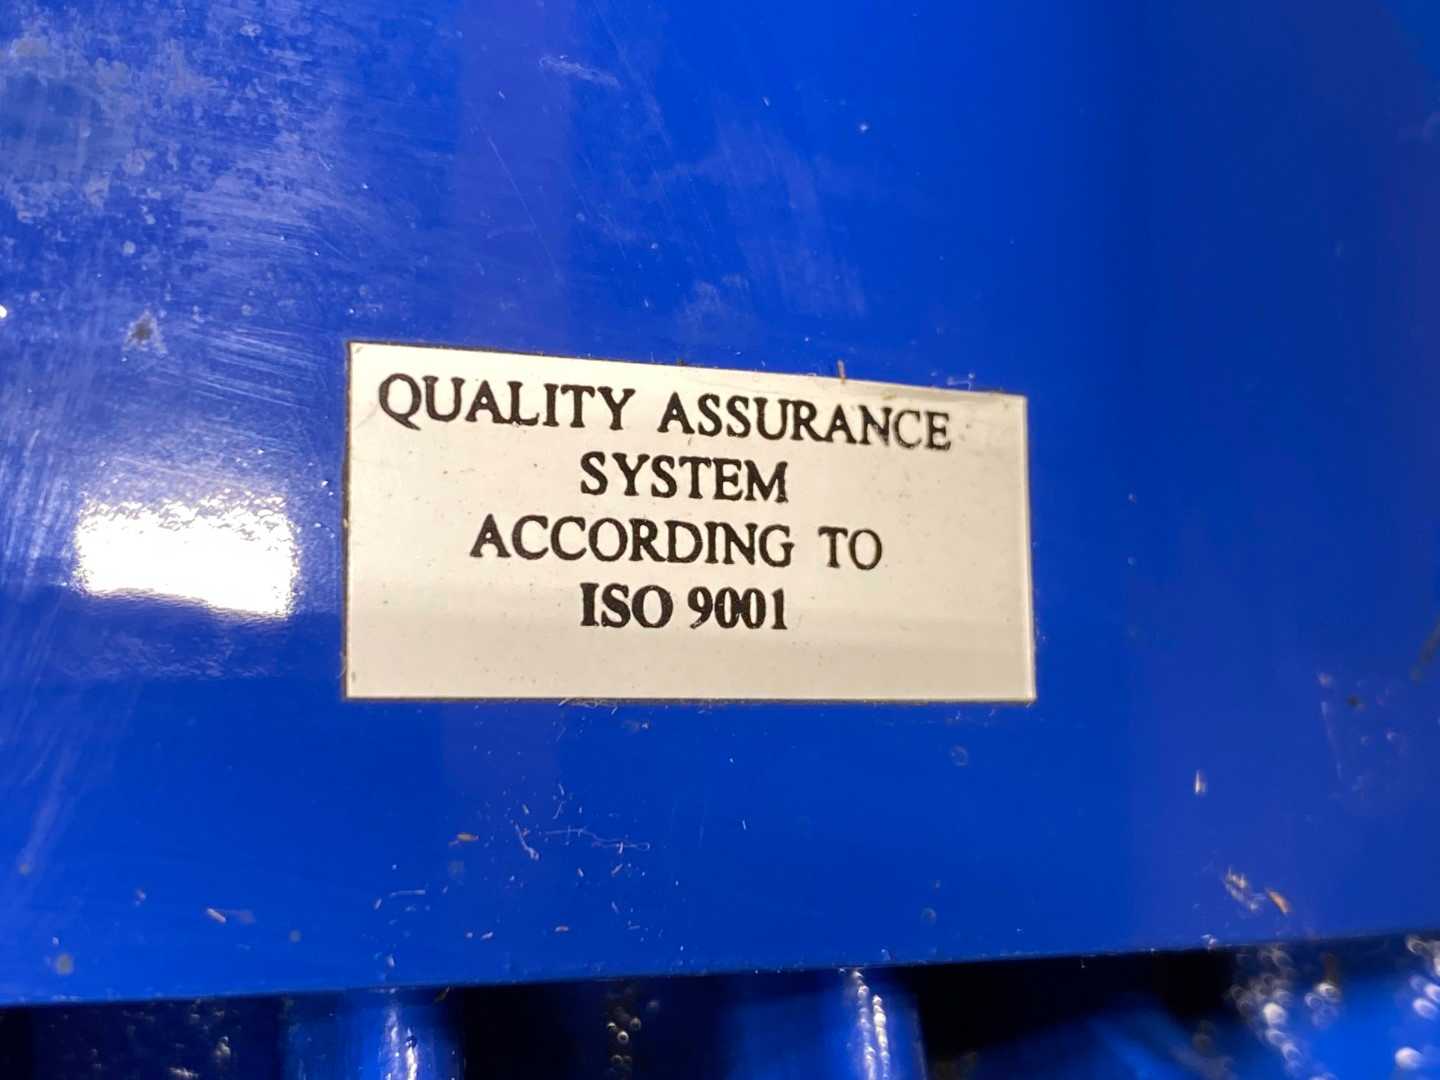 QUALITY ASSURANCE
SYSTEM
ACCORDING TO
ISO 9001